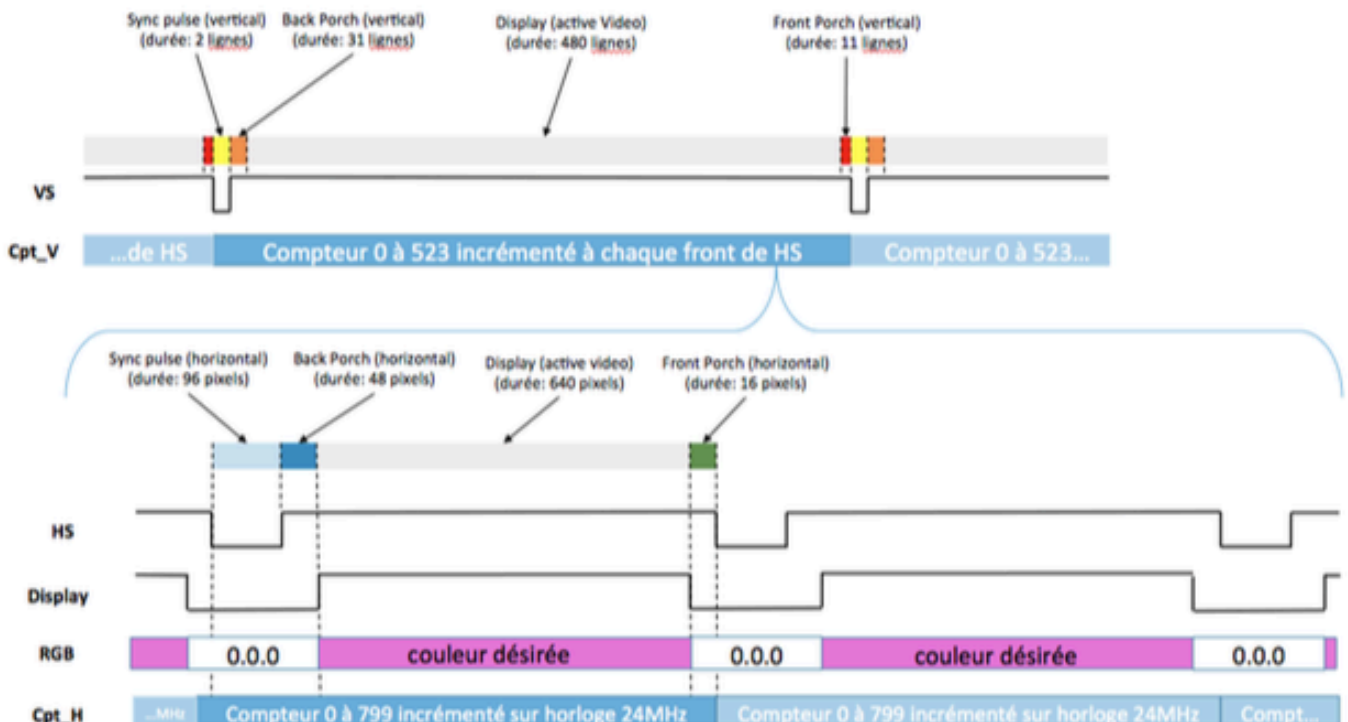 Sync pulse (vertical)
(durée: 2 lignes)
Back Porch (vertical)
(durée: 31 lignes)
Display (active Video)
(durée: 480 lignes)
Front Porch (vertical)
(durée: 11 lignes)
VS
Cpt_V
...de HS
Compteur 0 à 523 incrémenté à chaque front de HS
Compteur 0 à 523...
Sync pulse (horizontal)
(durée: 96 pixels)
Back Porch (horizontal)
(durée: 48 pixels)
Display (active video)
(durée: 640 pixels)
Front Porch (horizontal)
(durée: 16 pixels)
HS
Display
RGB
0.0.0
couleur désirée
0.0.0
couleur désirée
0.0.0
Cpt_H
...MHz
Compteur 0 à 799 incrémenté sur horloge 24MHz
Compteur 0 à 799 incrémenté sur horloge 24MHz
Compt...